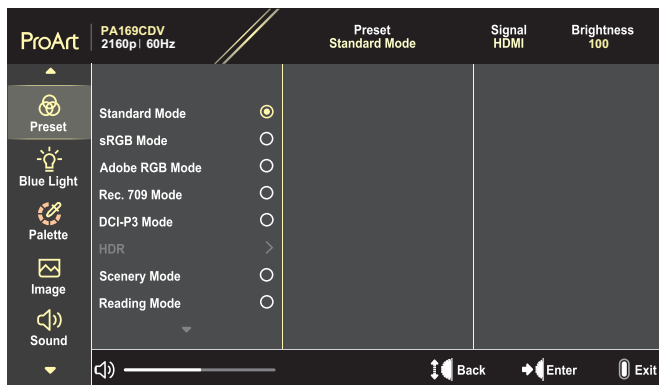 ProArt
PA169CDV
2160p| 60Hz
Preset
Standard Mode
Signal
HDMI
Brightness
100
Preset
Blue Light
Palette
Image
Sound
Standard Mode
sRGB Mode
Adobe RGB Mode
Rec. 709 Mode
DCI-P3 Mode
HDR
Scenery Mode
Reading Mode
Back
Enter
Exit